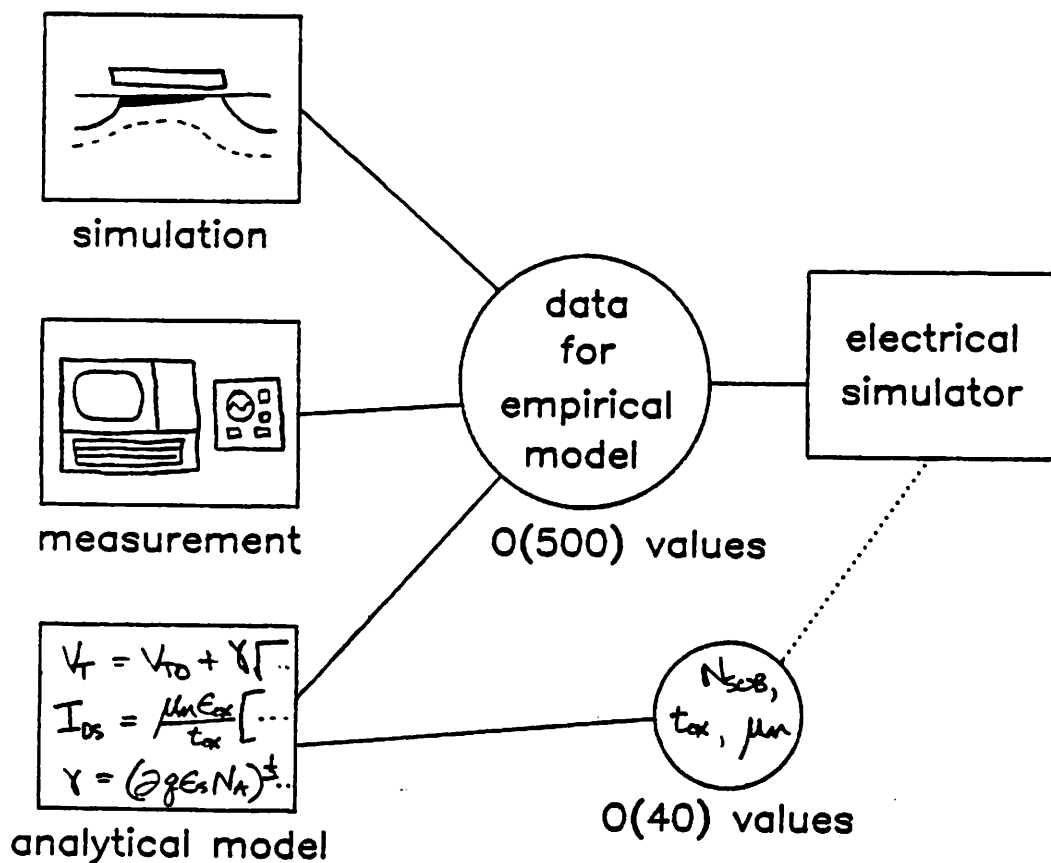 simulation
measurement
V_T = V_TO + γ√...
I_DS = μ_n ε_ox / t_ox [ ....
γ = (2qε_s N_A)^½...
analytical model
data
for
empirical
model
O(500) values
electrical
simulator
N_SUB,
t_ox, μ_n
O(40) values